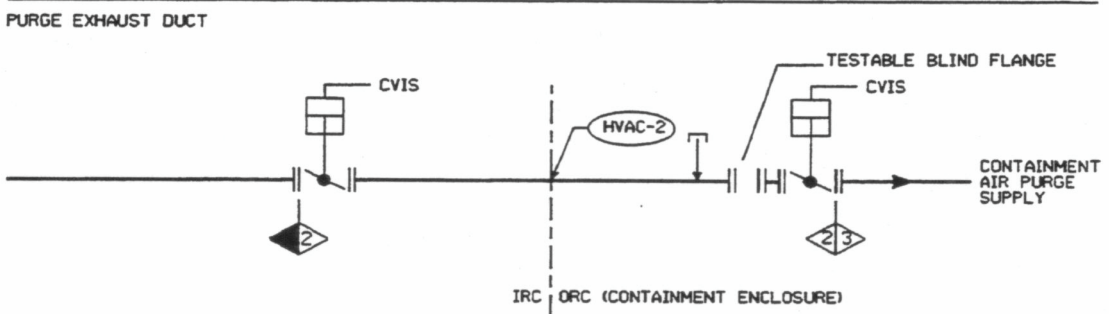 PURGE EXHAUST DUCT
TESTABLE BLIND FLANGE
CVIS
CVIS
HVAC-2
CONTAINMENT
AIR PURGE
SUPPLY
2
2 3
IRC ORC (CONTAINMENT ENCLOSURE)